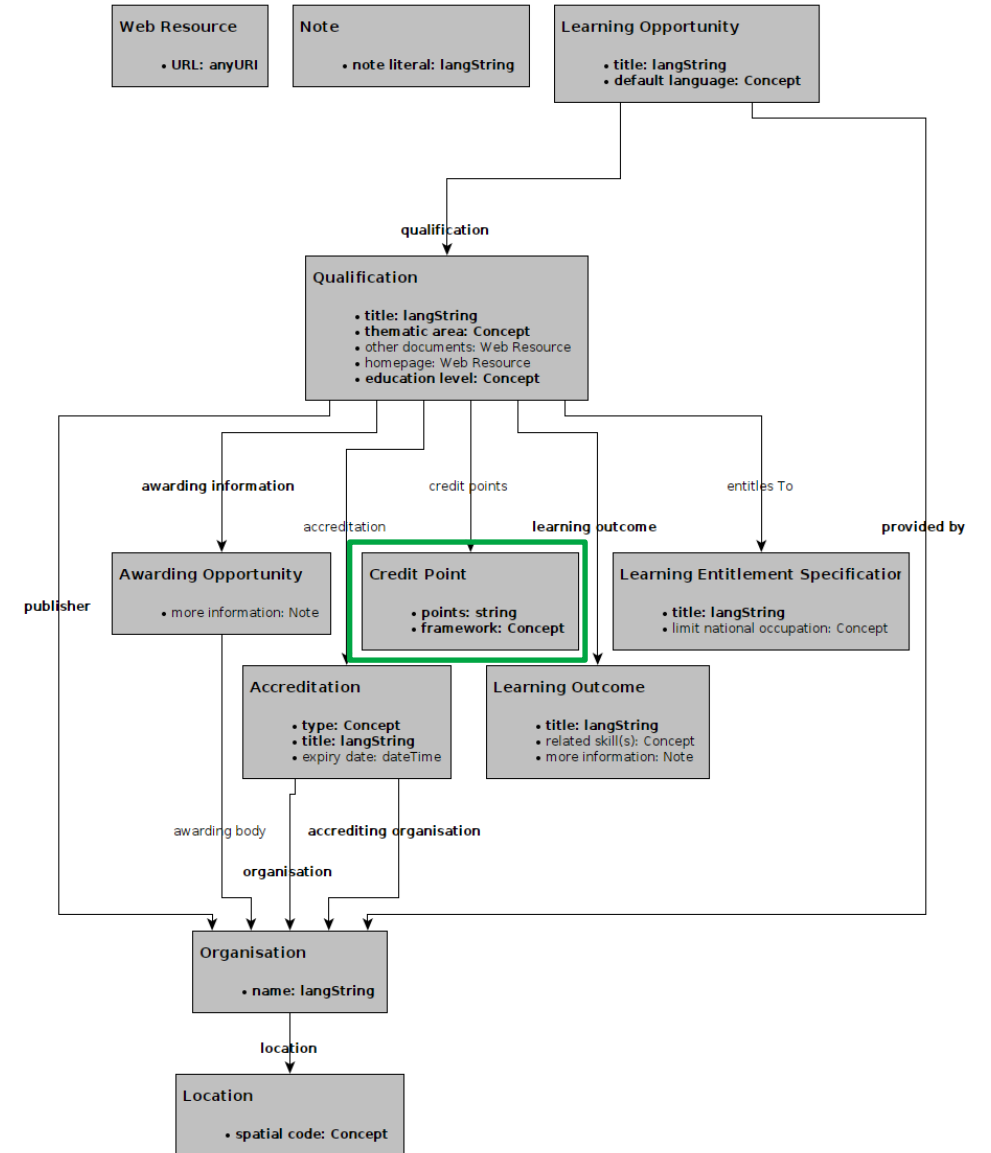 Web Resource
• URL: anyURI
Note
• note literal: langString
Learning Opportunity
• title: langString
• default language: Concept
qualification
Qualification
• title: langString
• thematic area: Concept
• other documents: Web Resource
• homepage: Web Resource
• education level: Concept
awarding information
credit points
entitles To
accreditation
learning outcome
provided by
publisher
Awarding Opportunity
• more information: Note
Credit Point
• points: string
• framework: Concept
Learning Entitlement Specification
• title: langString
• limit national occupation: Concept
Accreditation
• type: Concept
• title: langString
• expiry date: dateTime
Learning Outcome
• title: langString
• related skill(s): Concept
• more information: Note
awarding body
accrediting organisation
organisation
Organisation
• name: langString
location
Location
• spatial code: Concept